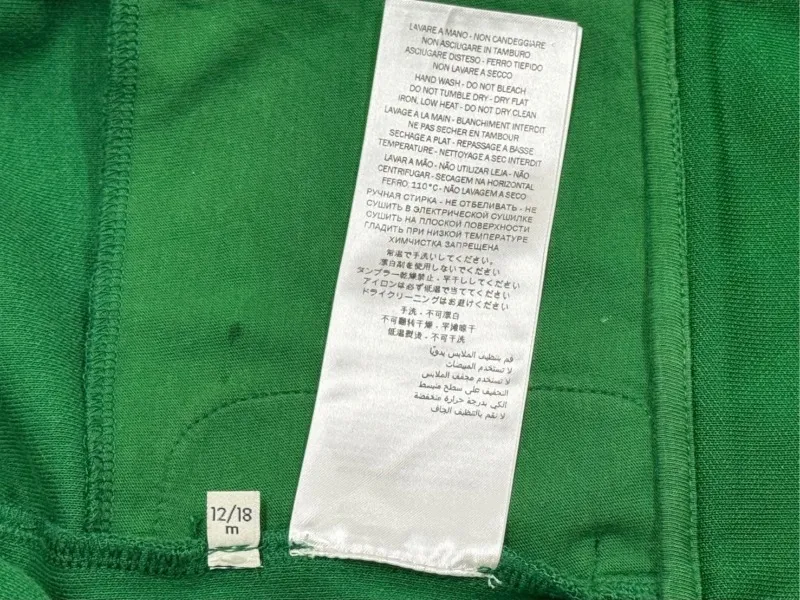 LAVARE A MANO - NON CANDEGGIARE
NON ASCIUGARE IN TAMBURO
ASCIUGARE DISTESO - FERRO TIEPIDO
NON LAVARE A SECCO
HAND WASH - DO NOT BLEACH
DO NOT TUMBLE DRY - DRY FLAT
IRON, LOW HEAT - DO NOT DRY CLEAN
LAVAGE A LA MAIN - BLANCHIMENT INTERDIT
NE PAS SECHER EN TAMBOUR
SECHAGE A PLAT - REPASSAGE A BASSE
TEMPERATURE - NETTOYAGE A SEC INTERDIT
LAVAR A MÃO - NÃO UTILIZAR LEJA - NÃO
CENTRIFUGAR - SECAGEM NA HORIZONTAL
FERRO: 110°C - NÃO LAVAGEM A SECO
РУЧНАЯ СТИРКА - НЕ ОТБЕЛИВАТЬ - НЕ
СУШИТЬ В ЭЛЕКТРИЧЕСКОЙ СУШИЛКЕ
СУШИТЬ НА ПЛОСКОЙ ПОВЕРХНОСТИ
ГЛАДИТЬ ПРИ НИЗКОЙ ТЕМПЕРАТУРЕ
ХИМЧИСТКА ЗАПРЕЩЕНА
常温で手洗いしてください。
漂白剤を使用しないでください
タンブラー乾燥禁止・平干ししてください
アイロンは必ず低温で当ててください
ドライクリーニングはお避けください
手洗 - 不可漂白
不可翻转干燥 - 平摊晾干
低温熨烫 - 不可干洗
قم بتنظيف الملابس يدويًا
لا تستخدم المبيضات
لا تستخدم مجفف الملابس
التجفيف على سطح منبسط
الكي بدرجة حرارة منخفضة
لا تقم بالتنظيف الجاف
12/18
m